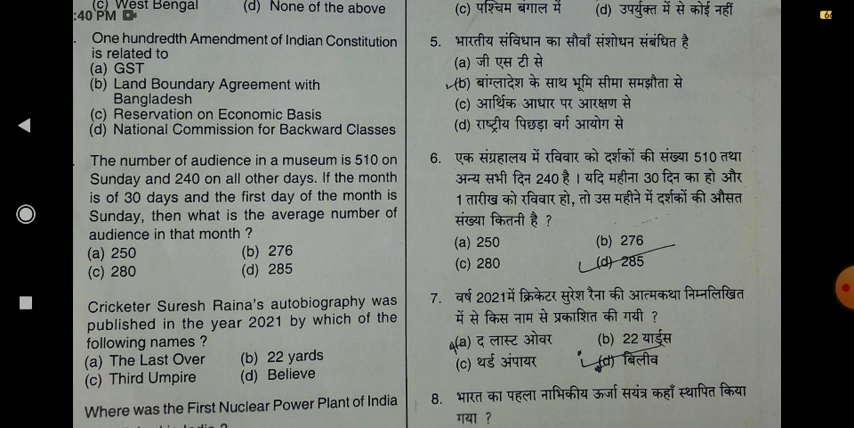 (c) West Bengal (d) None of the above
:40 PM
One hundredth Amendment of Indian Constitution
is related to
(a) GST
(b) Land Boundary Agreement with
Bangladesh
(c) Reservation on Economic Basis
(d) National Commission for Backward Classes
The number of audience in a museum is 510 on
Sunday and 240 on all other days. If the month
is of 30 days and the first day of the month is
Sunday, then what is the average number of
audience in that month ?
(a) 250 (b) 276
(c) 280 (d) 285
Cricketer Suresh Raina's autobiography was
published in the year 2021 by which of the
following names ?
(a) The Last Over (b) 22 yards
(c) Third Umpire (d) Believe
Where was the First Nuclear Power Plant of India
(c) पश्चिम बंगाल में (d) उपर्युक्त में से कोई नहीं
5. भारतीय संविधान का सौवाँ संशोधन संबंधित है
(a) जी एस टी से
(b) बांग्लादेश के साथ भूमि सीमा समझौता से
(c) आर्थिक आधार पर आरक्षण से
(d) राष्ट्रीय पिछड़ा वर्ग आयोग से
6. एक संग्रहालय में रविवार को दर्शकों की संख्या 510 तथा
अन्य सभी दिन 240 है । यदि महीना 30 दिन का हो और
1 तारीख को रविवार हो, तो उस महीने में दर्शकों की औसत
संख्या कितनी है ?
(a) 250 (b) 276
(c) 280 (d) 285
7. वर्ष 2021में क्रिकेटर सुरेश रैना की आत्मकथा निम्नलिखित
में से किस नाम से प्रकाशित की गयी ?
(a) द लास्ट ओवर (b) 22 यार्ड्स
(c) थर्ड अंपायर (d) बिलीव
8. भारत का पहला नाभिकीय ऊर्जा सयंत्र कहाँ स्थापित किया
गया ?